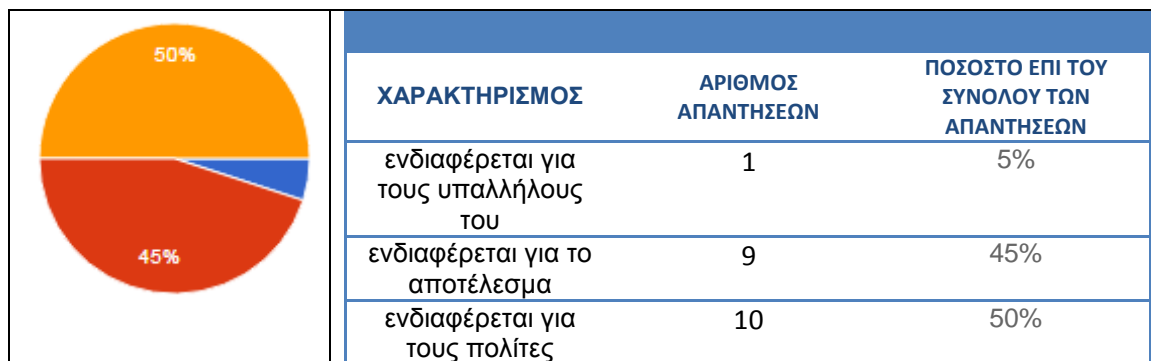 50%
45%
ΧΑΡΑΚΤΗΡΙΣΜΟΣ
ΑΡΙΘΜΟΣ
ΑΠΑΝΤΗΣΕΩΝ
ΠΟΣΟΣΤΟ ΕΠΙ ΤΟΥ
ΣΥΝΟΛΟΥ ΤΩΝ
ΑΠΑΝΤΗΣΕΩΝ
ενδιαφέρεται για
τους υπαλλήλους
του
1
5%
ενδιαφέρεται για το
αποτέλεσμα
9
45%
ενδιαφέρεται για
τους πολίτες
10
50%